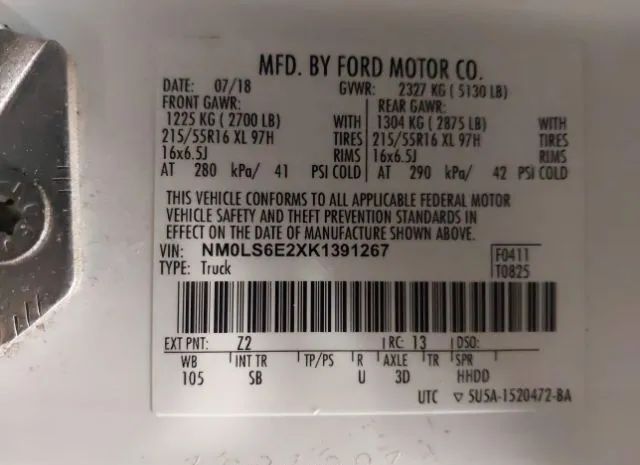 MFD. BY FORD MOTOR CO.
DATE: 07/18 GVWR: 2327 KG ( 5130 LB)
FRONT GAWR: REAR GAWR:
1225 KG ( 2700 LB) WITH 1304 KG ( 2875 LB) WITH
215/55R16 XL 97H TIRES 215/55R16 XL 97H TIRES
16x6.5J RIMS 16x6.5J RIMS
AT 280 kPa/ 41 PSI COLD AT 290 kPa/ 42 PSI COLD
THIS VEHICLE CONFORMS TO ALL APPLICABLE FEDERAL MOTOR
VEHICLE SAFETY AND THEFT PREVENTION STANDARDS IN
EFFECT ON THE DATE OF MANUFACTURE SHOWN ABOVE.
VIN: NM0LS6E2XK1391267 F0411
TYPE: Truck T0825
EXT PNT: Z2 RC: 13 DSO:
WB INT TR TP/PS R AXLE TR SPR
105 SB U 3D HHDD
UTC ▽ 5U5A-1520472-BA